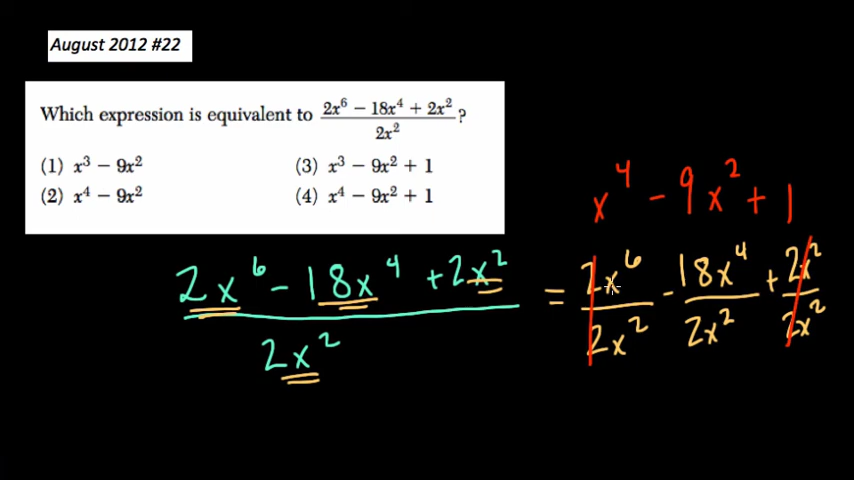 August 2012 #22
Which expression is equivalent to (2x⁶ − 18x⁴ + 2x²)/(2x²)?
(1) x³ − 9x² (3) x³ − 9x² + 1
(2) x⁴ − 9x² (4) x⁴ − 9x² + 1
x⁴ − 9x² + 1
(2x⁶ − 18x⁴ + 2x²)/(2x²) = 2x⁶/2x² − 18x⁴/2x² + 2x²/2x²